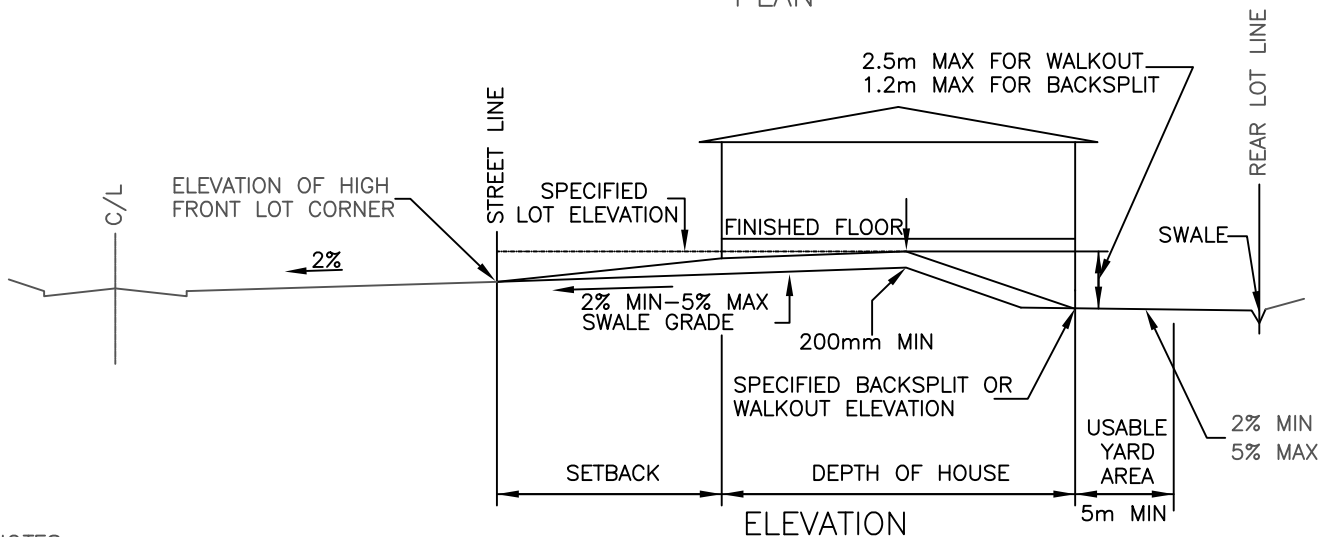 PLAN
2.5m MAX FOR WALKOUT
1.2m MAX FOR BACKSPLIT
REAR LOT LINE
STREET LINE
C/L
ELEVATION OF HIGH
FRONT LOT CORNER
SPECIFIED
LOT ELEVATION
FINISHED FLOOR
SWALE
2%
2% MIN-5% MAX
SWALE GRADE
200mm MIN
SPECIFIED BACKSPLIT OR
WALKOUT ELEVATION
USABLE
YARD
AREA
2% MIN
5% MAX
SETBACK
DEPTH OF HOUSE
5m MIN
ELEVATION